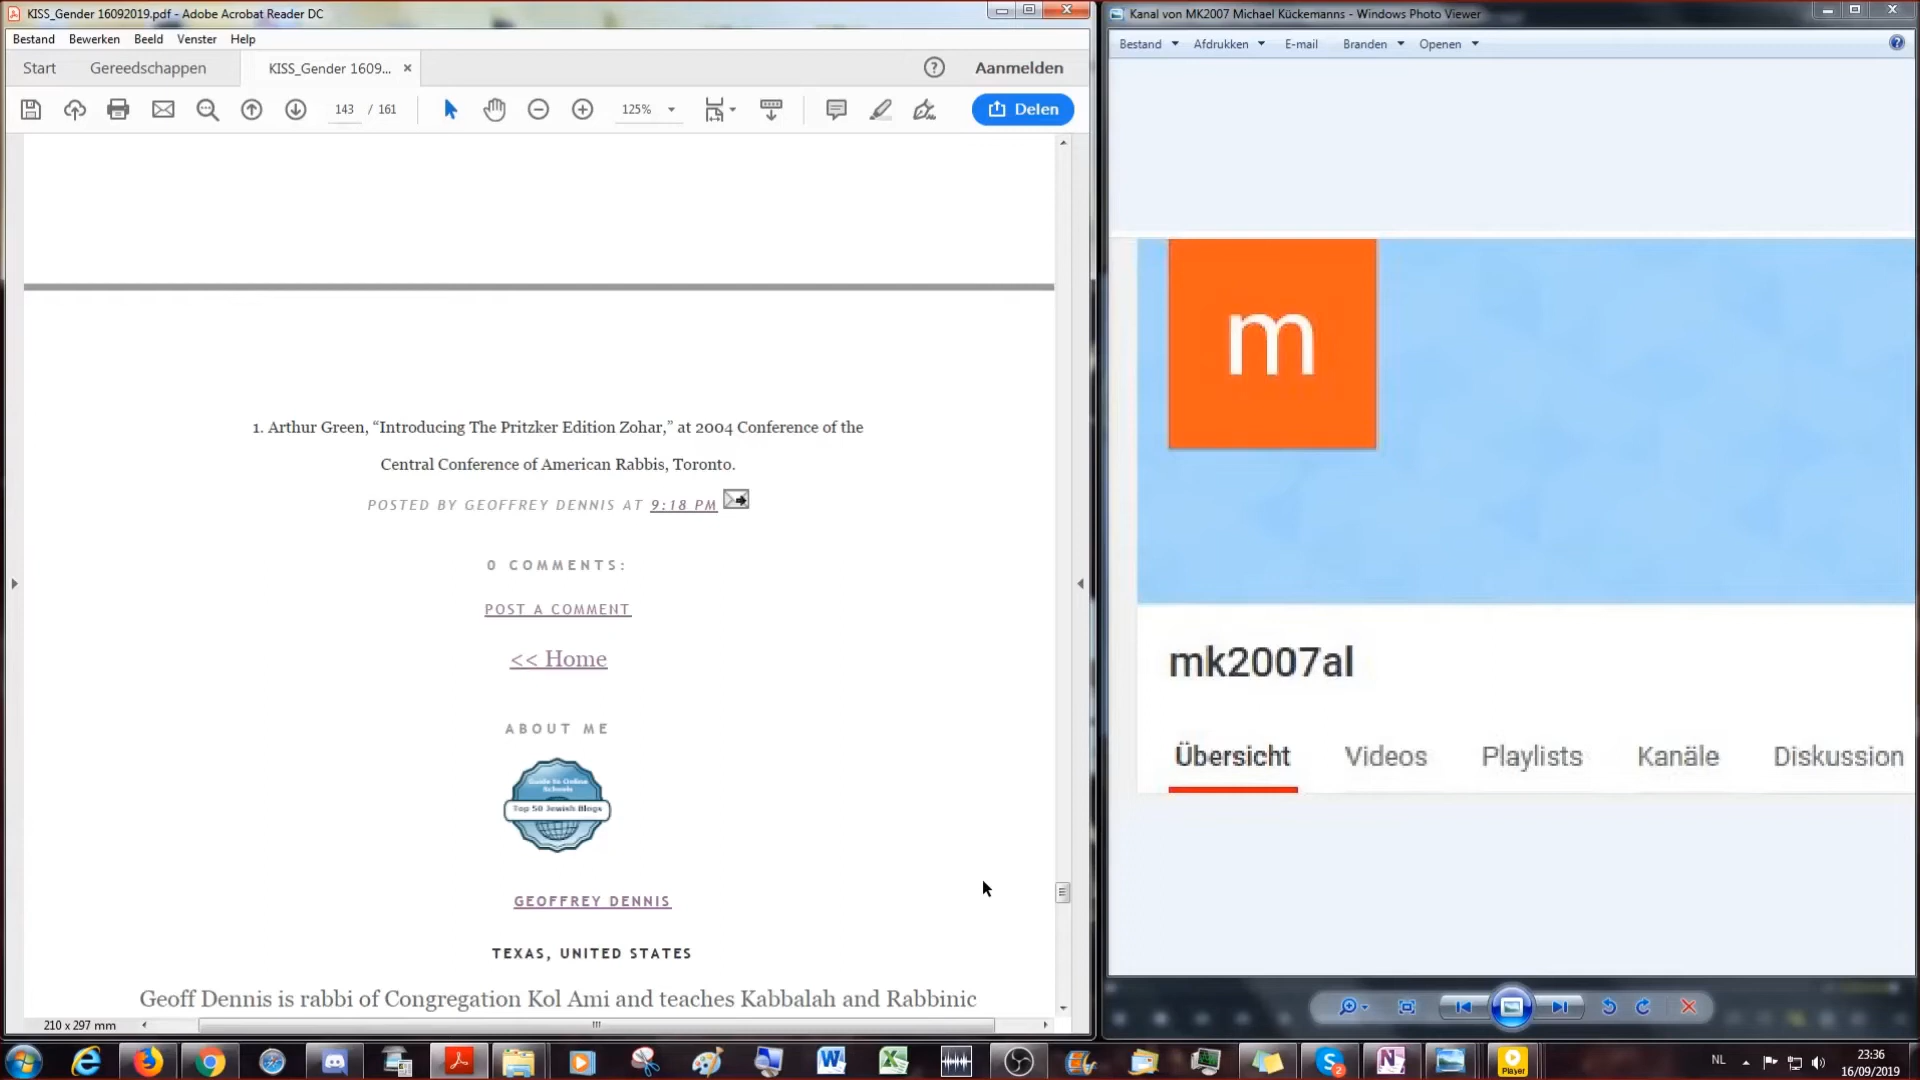 KISS_Gender 16092019.pdf - Adobe Acrobat Reader DC
Bestand Bewerken Beeld Venster Help
Start Gereedschappen KISS_Gender 1609... × Aanmelden
143 / 161 125% Delen
1. Arthur Green, “Introducing The Pritzker Edition Zohar,” at 2004 Conference of the
Central Conference of American Rabbis, Toronto.
POSTED BY GEOFFREY DENNIS AT 9:18 PM
0 COMMENTS:
POST A COMMENT
<< Home
ABOUT ME
Guide to Online
Schools
Top 50 Jewish Blogs
GEOFFREY DENNIS
TEXAS, UNITED STATES
Geoff Dennis is rabbi of Congregation Kol Ami and teaches Kabbalah and Rabbinic
210 x 297 mm
Kanal von MK2007 Michael Kückemanns - Windows Photo Viewer
Bestand Afdrukken E-mail Branden Openen
m
mk2007al
Übersicht Videos Playlists Kanäle Diskussion
Player
NL
23:36
16/09/2019